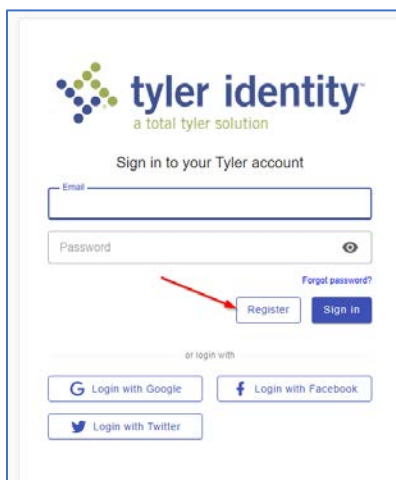 tyler identity
a total tyler solution
Sign in to your Tyler account
Email
Password
Forgot password?
Register Sign in
or login with
Login with Google Login with Facebook
Login with Twitter